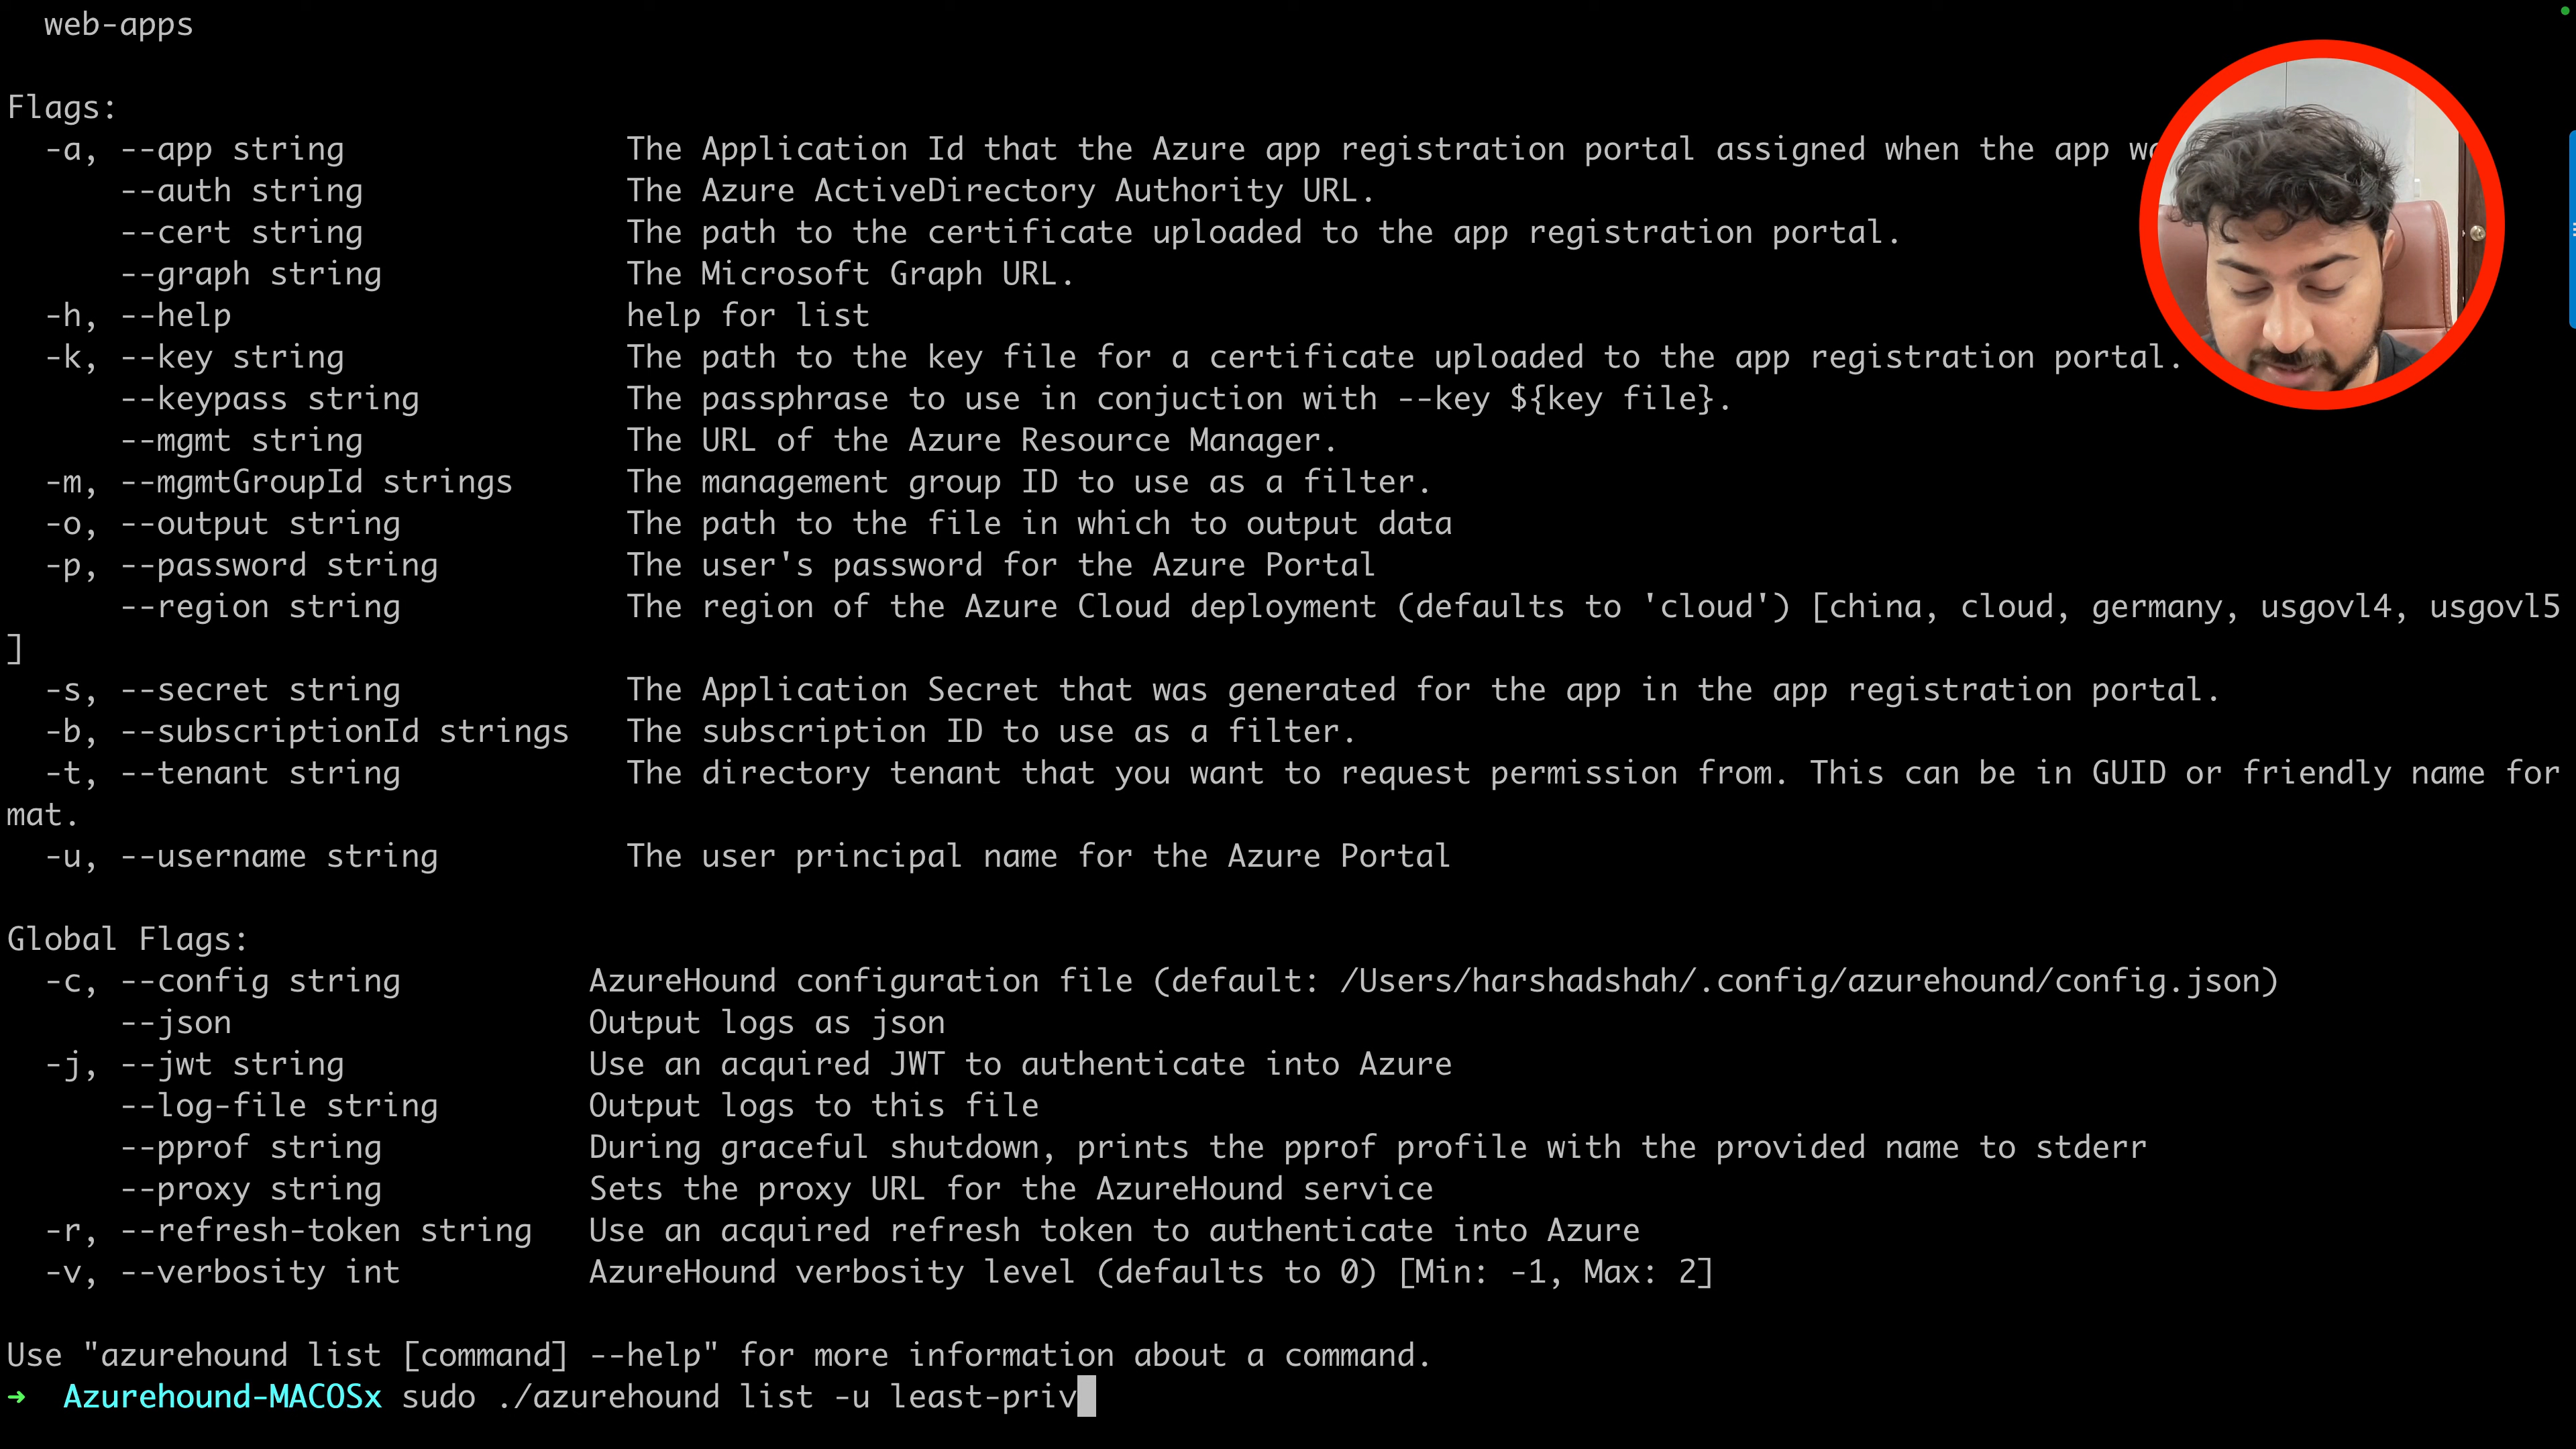 web-apps
Flags:
-a, --app string The Application Id that the Azure app registration portal assigned when the app
--auth string The Azure ActiveDirectory Authority URL.
--cert string The path to the certificate uploaded to the app registration portal.
--graph string The Microsoft Graph URL.
-h, --help help for list
-k, --key string The path to the key file for a certificate uploaded to the app registration portal.
--keypass string The passphrase to use in conjuction with --key ${key file}.
--mgmt string The URL of the Azure Resource Manager.
-m, --mgmtGroupId strings The management group ID to use as a filter.
-o, --output string The path to the file in which to output data
-p, --password string The user's password for the Azure Portal
--region string The region of the Azure Cloud deployment (defaults to 'cloud') [china, cloud, germany, usgovl4, usgovl5
]
-s, --secret string The Application Secret that was generated for the app in the app registration portal.
-b, --subscriptionId strings The subscription ID to use as a filter.
-t, --tenant string The directory tenant that you want to request permission from. This can be in GUID or friendly name for
mat.
-u, --username string The user principal name for the Azure Portal
Global Flags:
-c, --config string AzureHound configuration file (default: /Users/harshadshah/.config/azurehound/config.json)
--json Output logs as json
-j, --jwt string Use an acquired JWT to authenticate into Azure
--log-file string Output logs to this file
--pprof string During graceful shutdown, prints the pprof profile with the provided name to stderr
--proxy string Sets the proxy URL for the AzureHound service
-r, --refresh-token string Use an acquired refresh token to authenticate into Azure
-v, --verbosity int AzureHound verbosity level (defaults to 0) [Min: -1, Max: 2]
Use "azurehound list [command] --help" for more information about a command.
➜ Azurehound-MACOSx sudo ./azurehound list -u least-priv